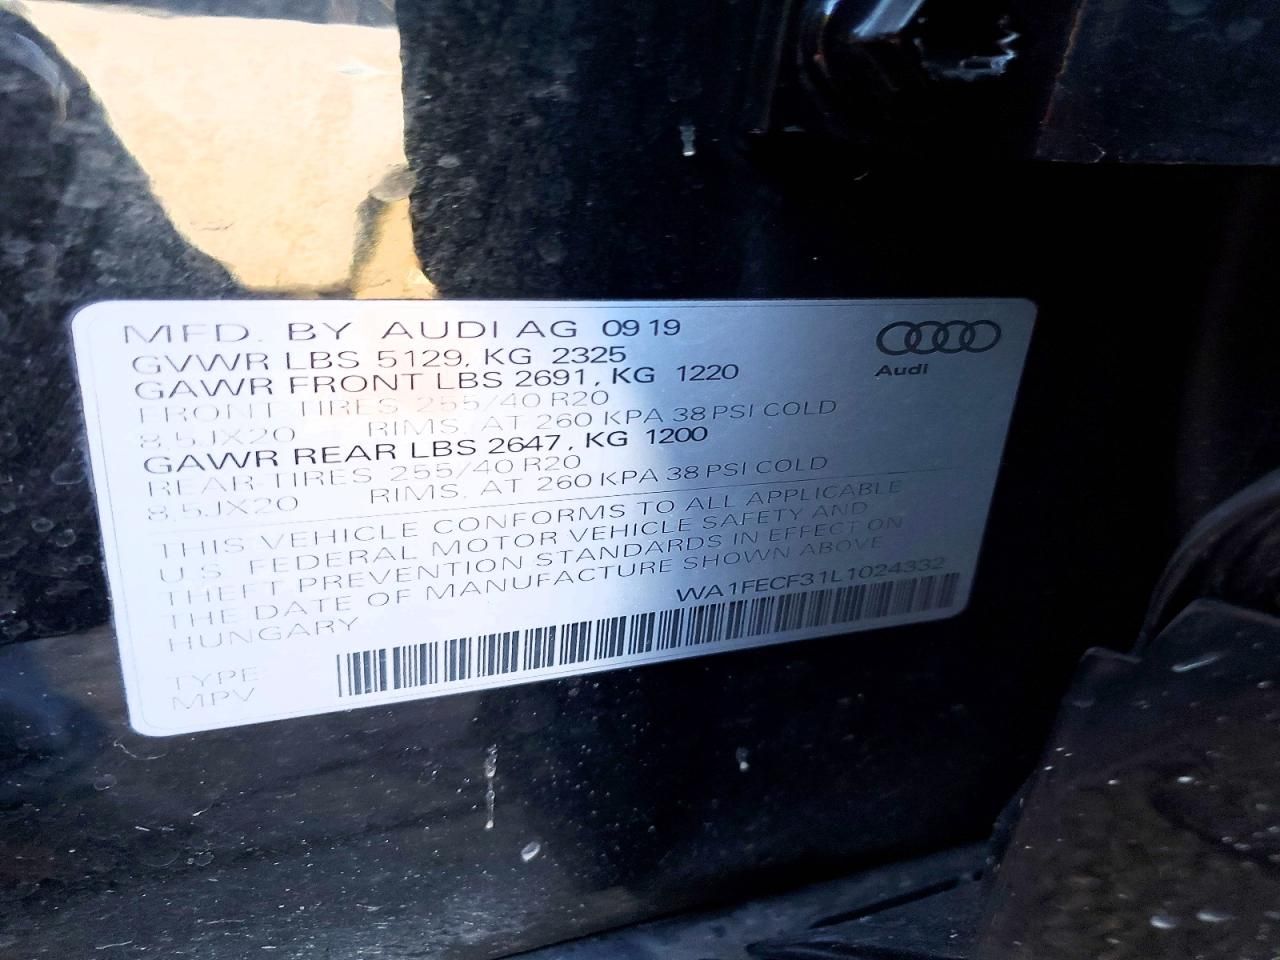 MFD. BY AUDI AG 09 19
GVWR LBS 5129, KG 2325
GAWR FRONT LBS 2691, KG 1220
FRONT TIRES 255/40 R20
8,5JX20 RIMS, AT 260 KPA 38 PSI COLD
GAWR REAR LBS 2647, KG 1200
REAR TIRES 255/40 R20
8,5JX20 RIMS, AT 260 KPA 38 PSI COLD
THIS VEHICLE CONFORMS TO ALL APPLICABLE
U.S. FEDERAL MOTOR VEHICLE SAFETY AND
THEFT PREVENTION STANDARDS IN EFFECT ON
THE DATE OF MANUFACTURE SHOWN ABOVE
HUNGARY
WA1FECF31L1024332
TYPE
MPV
Audi